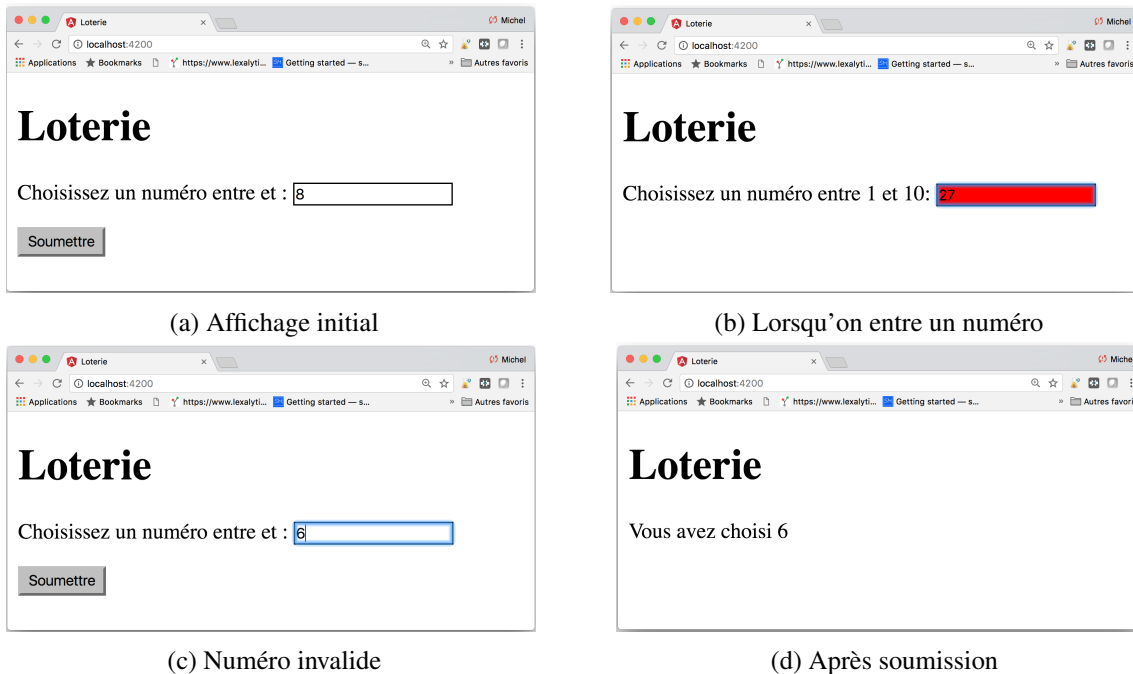 Loterie
Michel
localhost:4200
Applications Bookmarks https://www.lexalyti... Getting started — s... » Autres favoris
Loterie
Choisissez un numéro entre et : 8
Soumettre
(a) Affichage initial
Loterie
Michel
localhost:4200
Applications Bookmarks https://www.lexalyti... Getting started — s... » Autres favoris
Loterie
Choisissez un numéro entre 1 et 10: 27
(b) Lorsqu'on entre un numéro
Loterie
Michel
localhost:4200
Applications Bookmarks https://www.lexalyti... Getting started — s... » Autres favoris
Loterie
Choisissez un numéro entre et : 6
Soumettre
(c) Numéro invalide
Loterie
Miche
localhost:4200
Applications Bookmarks https://www.lexalyti... Getting started — s... » Autres favori
Loterie
Vous avez choisi 6
(d) Après soumission